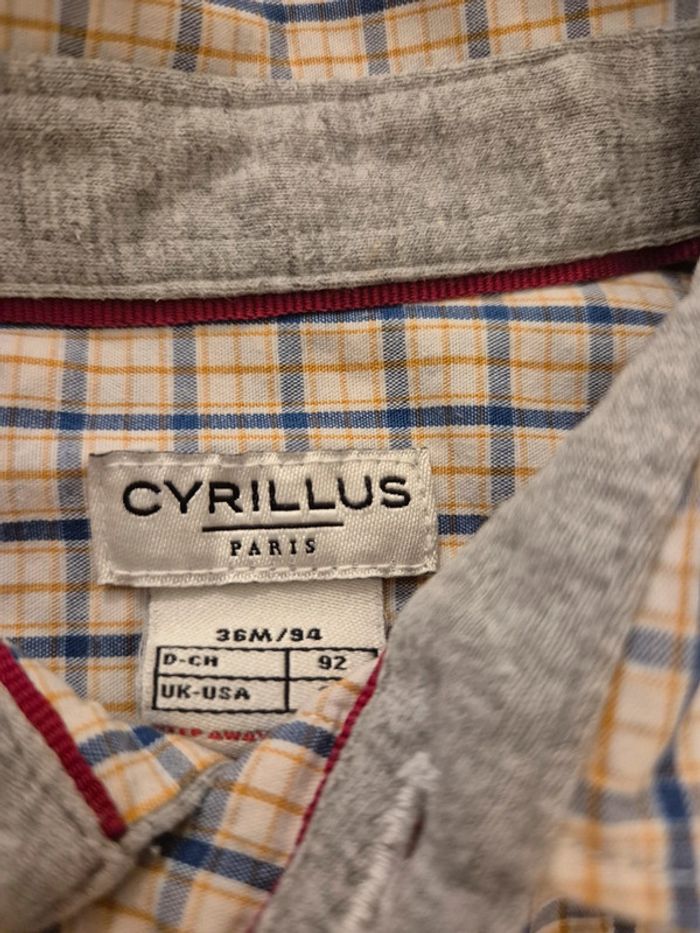 CYRILLUS
PARIS
36M/94
D-CH 92
UK-USA